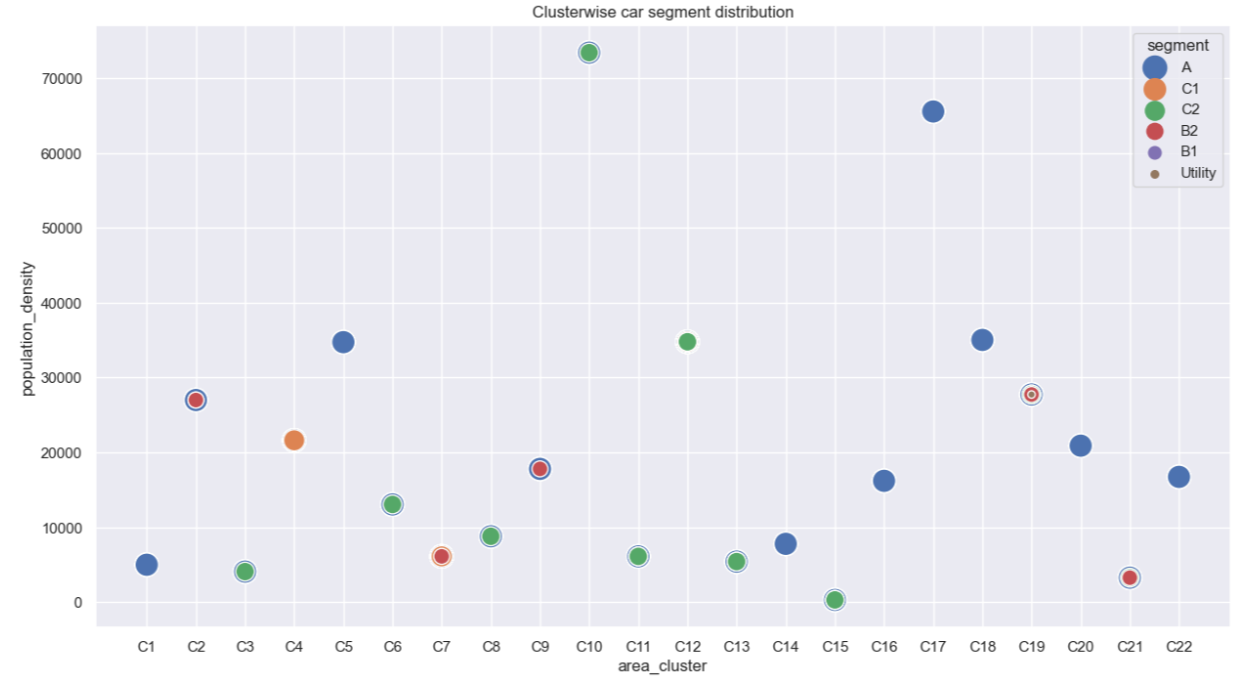 Clusterwise car segment distribution
segment
A
C1
C2
B2
B1
Utility
population_density
70000
60000
50000
40000
30000
20000
10000
0
C1 C2 C3 C4 C5 C6 C7 C8 C9 C10 C11 C12 C13 C14 C15 C16 C17 C18 C19 C20 C21 C22
area_cluster